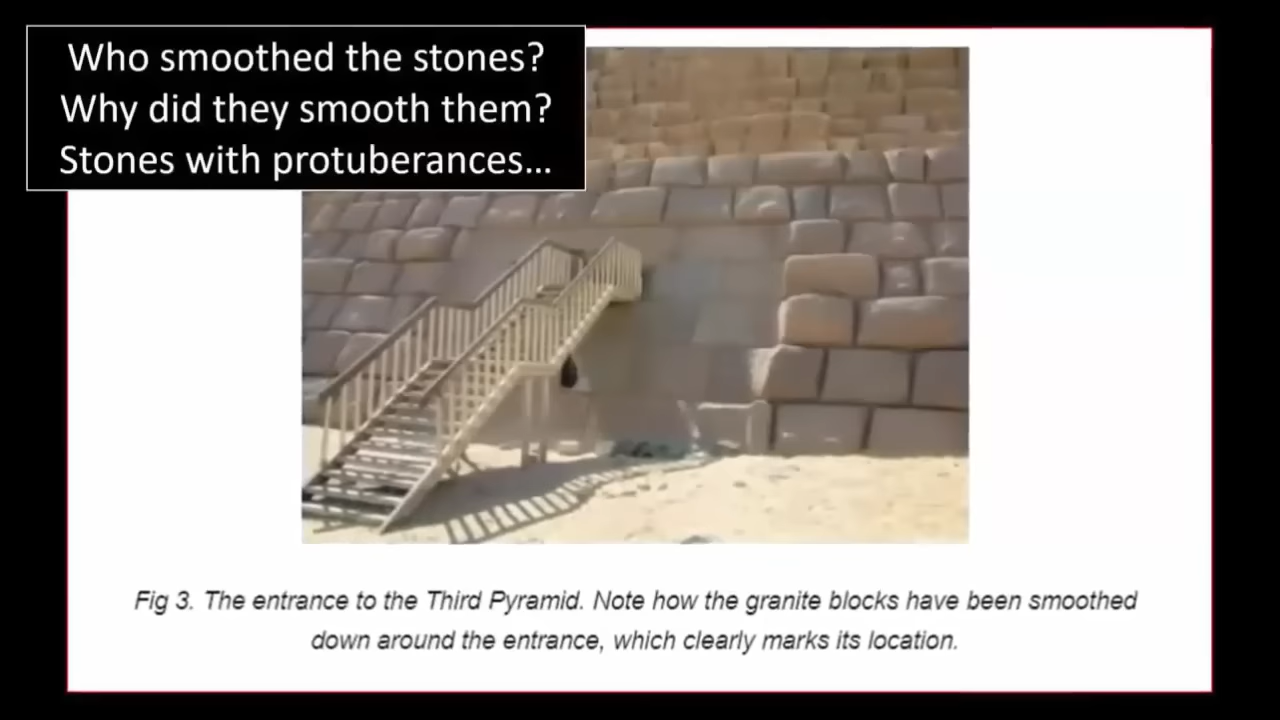 Who smoothed the stones?
Why did they smooth them?
Stones with protuberances...
Fig 3. The entrance to the Third Pyramid. Note how the granite blocks have been smoothed
down around the entrance, which clearly marks its location.